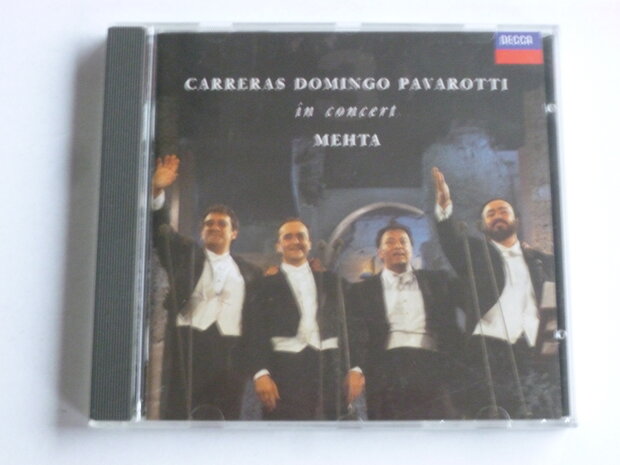 DECCA
CARRERAS DOMINGO PAVAROTTI
in concert
MEHTA